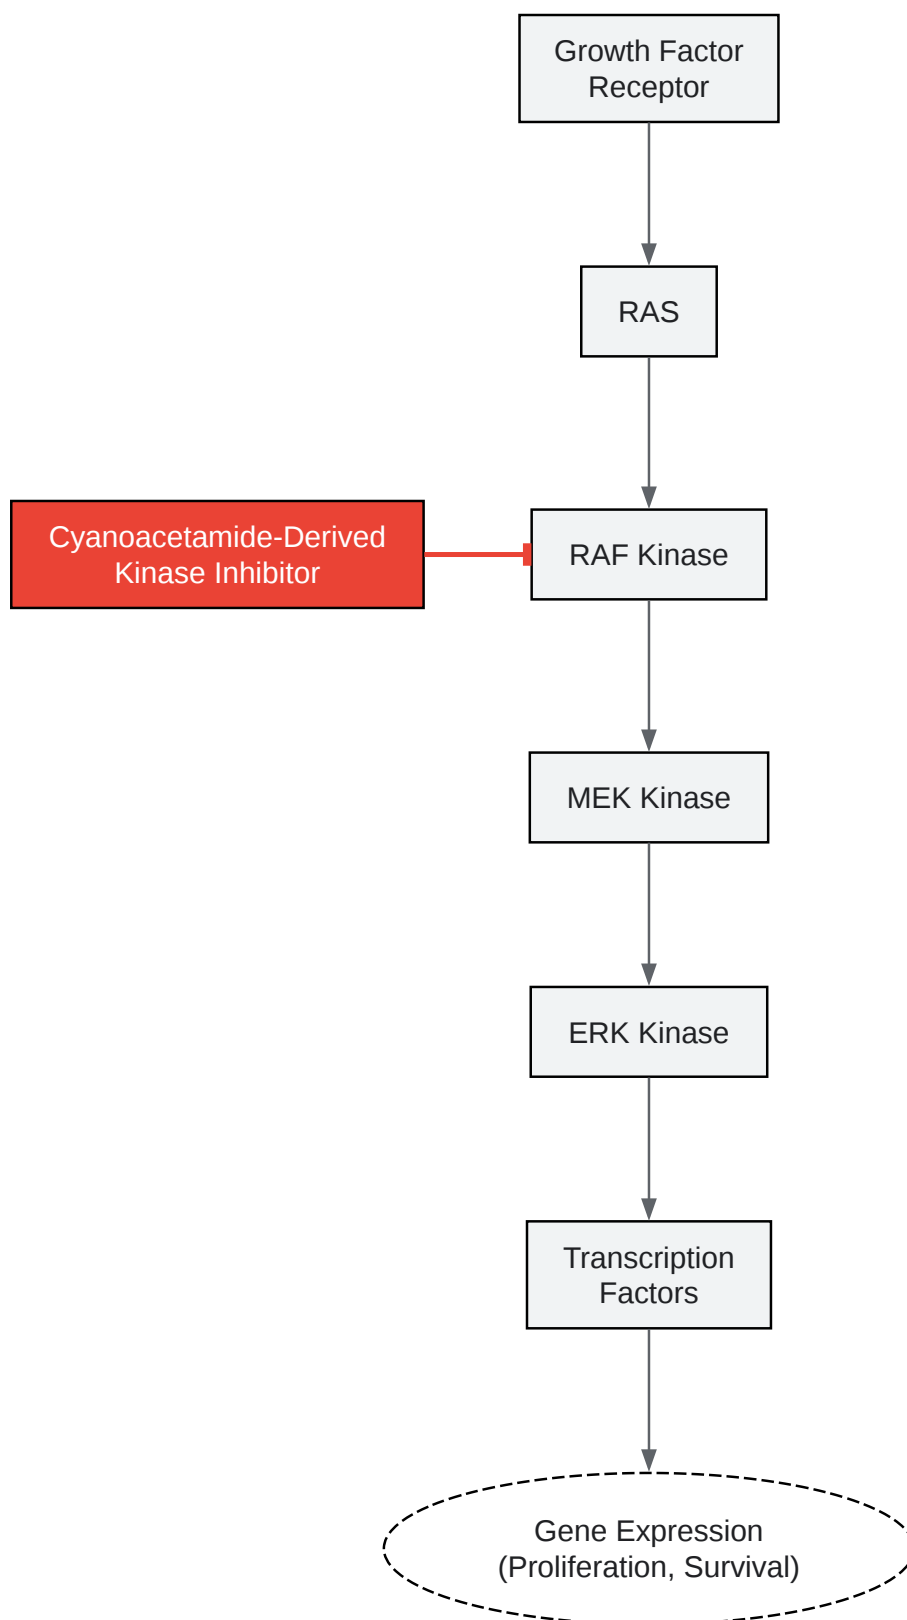 Growth Factor
Receptor
RAS
Cyanoacetamide-Derived
Kinase Inhibitor
RAF Kinase
MEK Kinase
ERK Kinase
Transcription
Factors
Gene Expression
(Proliferation, Survival)